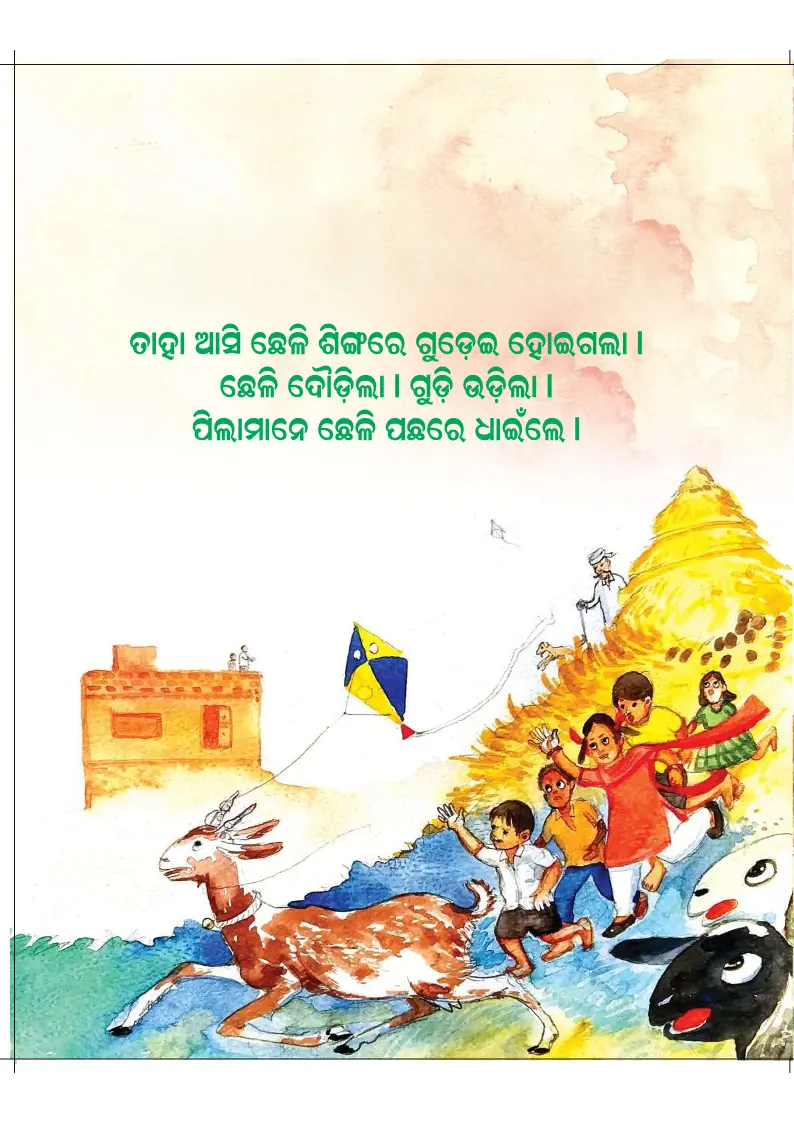 ତାହା ଆସି ଛେଳି ଶିଙ୍ଗରେ ଗୁଡ଼େଇ ହୋଇଗଲା ।
ଛେଳି ଦୌଡ଼ିଲା । ଗୁଡ଼ି ଉଡ଼ିଲା ।
ପିଲାମାନେ ଛେଳି ପଛରେ ଧାଇଁଲେ ।